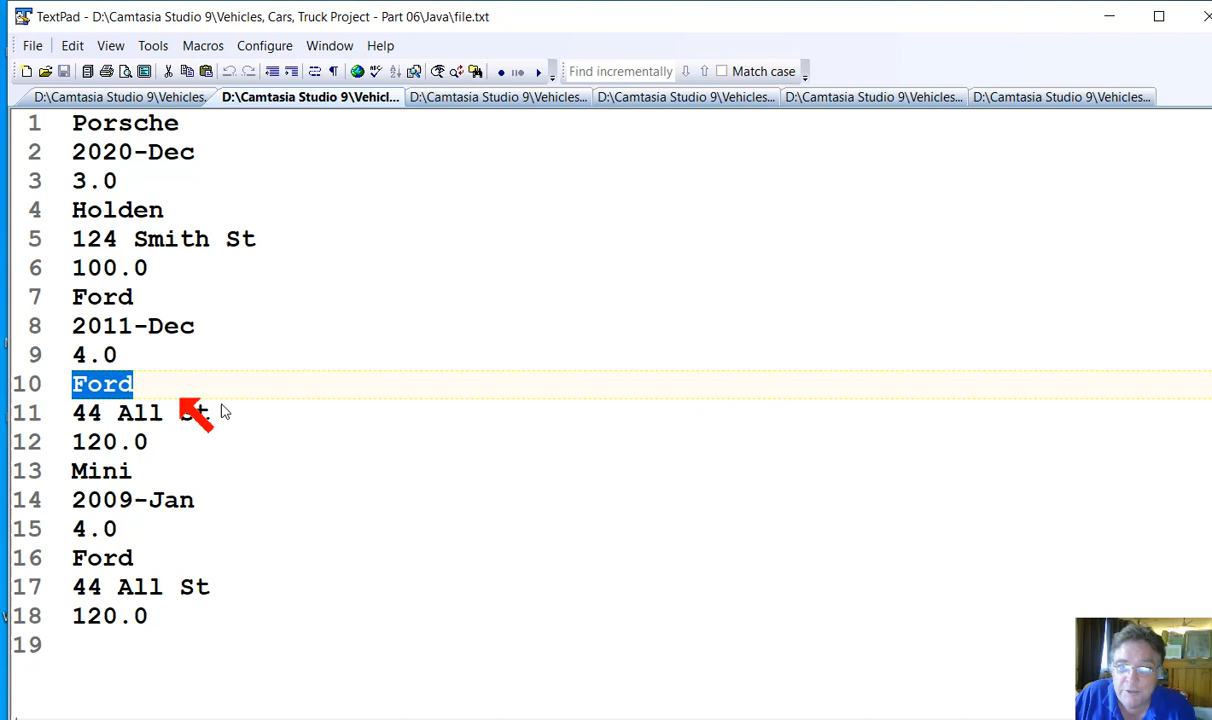 TextPad - D:\Camtasia Studio 9\Vehicles, Cars, Truck Project - Part 06\Java\file.txt
File Edit View Tools Macros Configure Window Help
Find incrementally Match case
D:\Camtasia Studio 9\Vehicles, D:\Camtasia Studio 9\Vehicl... D:\Camtasia Studio 9\Vehicles... D:\Camtasia Studio 9\Vehicles... D:\Camtasia Studio 9\Vehicles... D:\Camtasia Studio 9\Vehicles...
1 Porsche
2 2020-Dec
3 3.0
4 Holden
5 124 Smith St
6 100.0
7 Ford
8 2011-Dec
9 4.0
10 Ford
11 44 All St
12 120.0
13 Mini
14 2009-Jan
15 4.0
16 Ford
17 44 All St
18 120.0
19